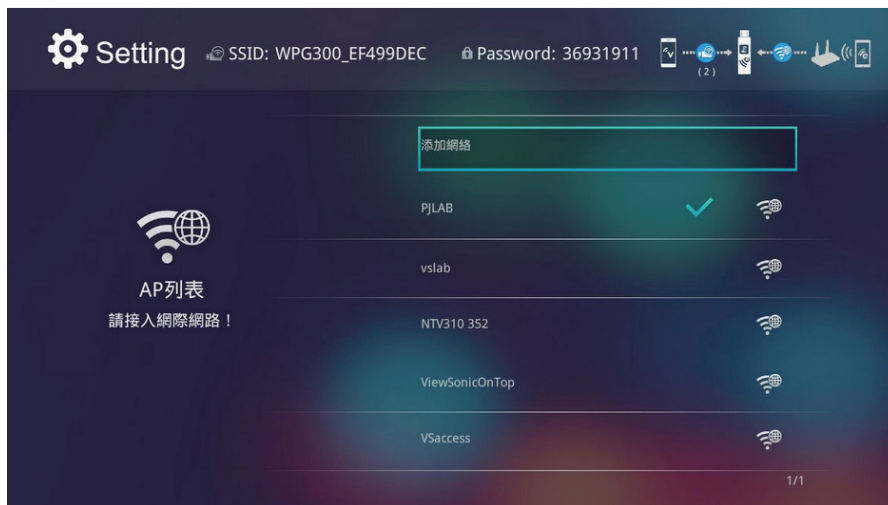 Setting
SSID: WPG300_EF499DEC
Password: 36931911
(2)
添加網絡
PJLAB
vslab
AP列表
請接入網際網路！
NTV310 352
ViewSonicOnTop
VSaccess
1/1